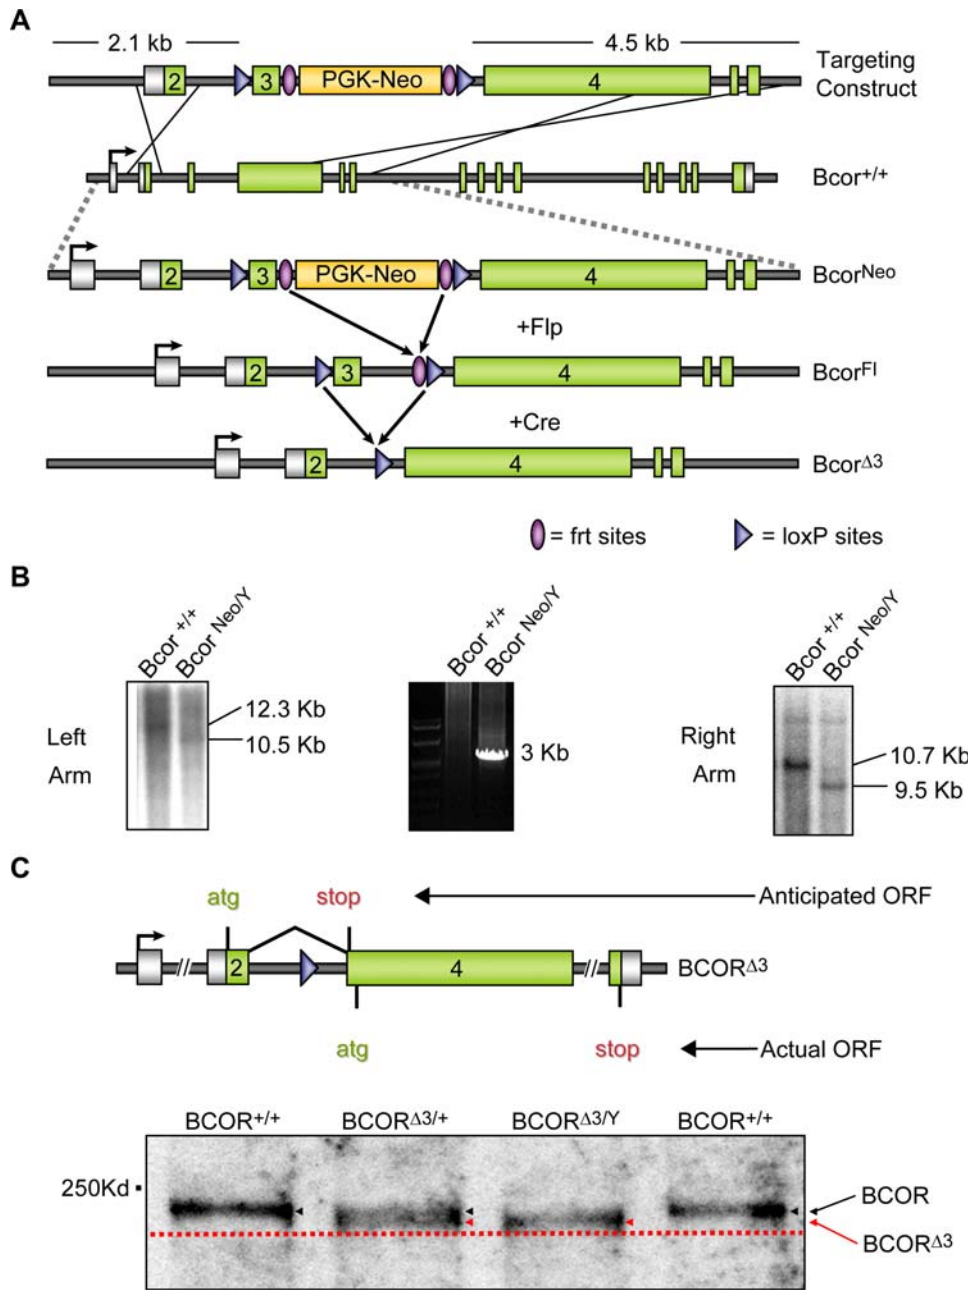 A
2.1 kb
4.5 kb
2
3
PGK-Neo
4
Targeting
Construct
Bcor+/+
2
3
PGK-Neo
4
BcorNeo
+Flp
2
3
4
BcorFl
+Cre
2
4
BcorΔ3
= frt sites
= loxP sites
B
Bcor +/+
Bcor Neo/Y
Left
Arm
12.3 Kb
10.5 Kb
Bcor +/+
Bcor Neo/Y
3 Kb
Bcor +/+
Bcor Neo/Y
Right
Arm
10.7 Kb
9.5 Kb
C
atg
stop
Anticipated ORF
2
4
BCORΔ3
atg
stop
Actual ORF
BCOR+/+
BCORΔ3/+
BCORΔ3/Y
BCOR+/+
250Kd
BCOR
BCORΔ3